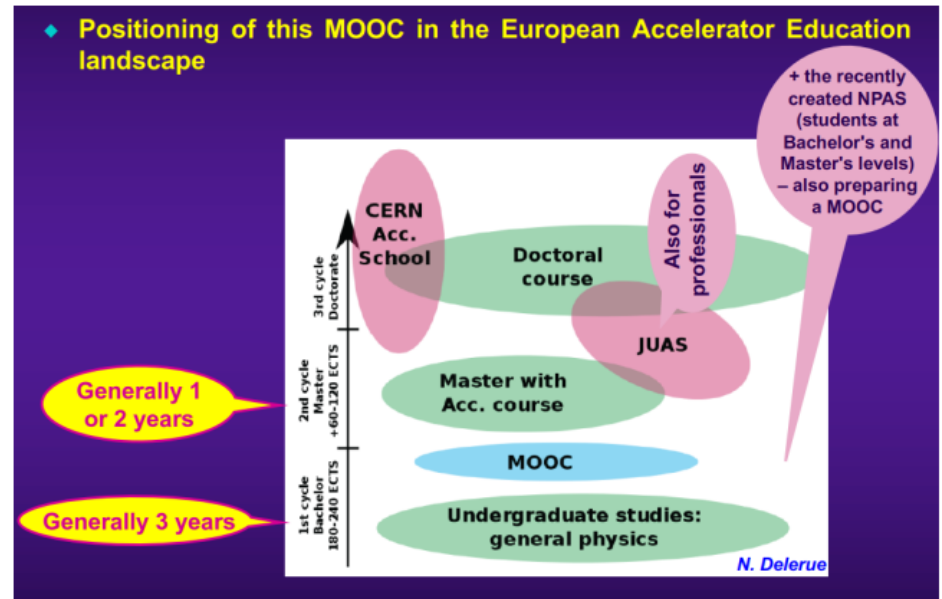 Positioning of this MOOC in the European Accelerator Education
landscape
+ the recently
created NPAS
(students at
Bachelor's and
Master's levels)
– also preparing
a MOOC
CERN
Acc.
School
Doctoral
course
Also for
professionals
3rd cycle
Doctorate
JUAS
Generally 1
or 2 years
2nd cycle
Master
+60-120 ECTS
Master with
Acc. course
MOOC
Generally 3 years
1st cycle
Bachelor
180-240 ECTS
Undergraduate studies:
general physics
N. Delerue